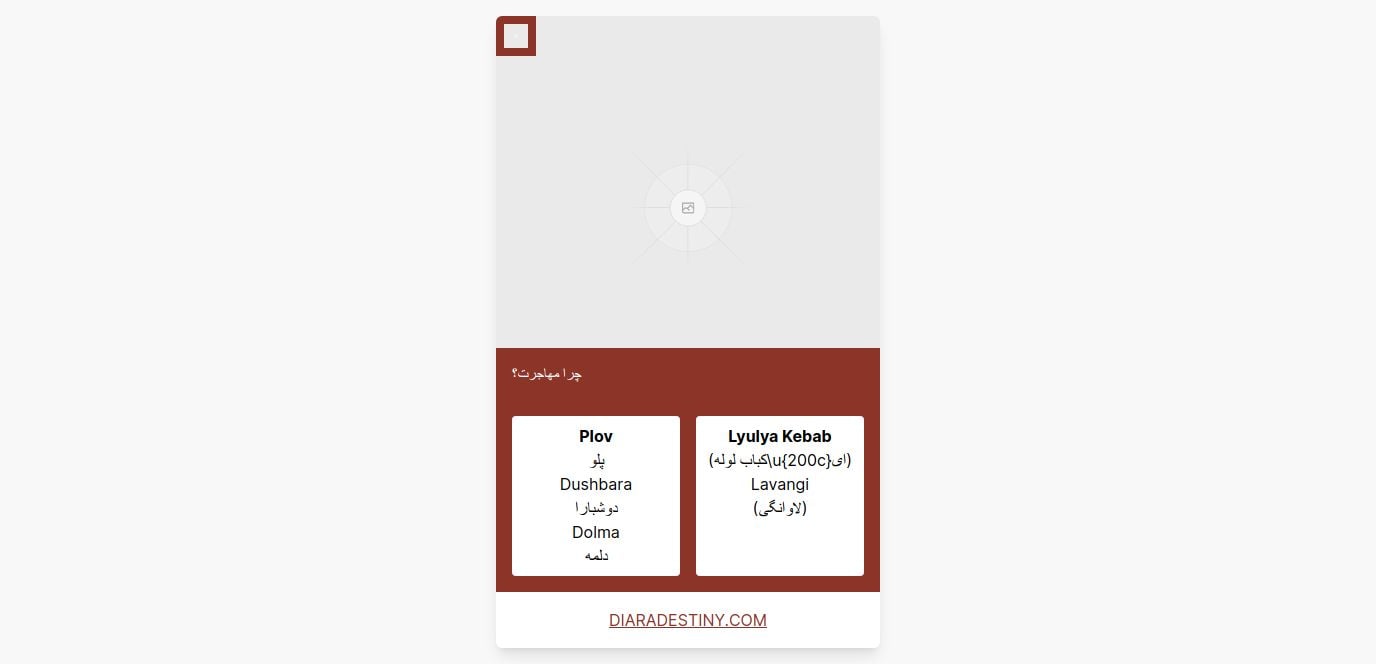 چرا مهاجرت؟
Plov
پلو
Dushbara
دوشبارا
Dolma
دلمه
Lyulya Kebab
(کباب لوله\u{200c}ای)
Lavangi
(لاوانگی)
DIARADESTINY.COM